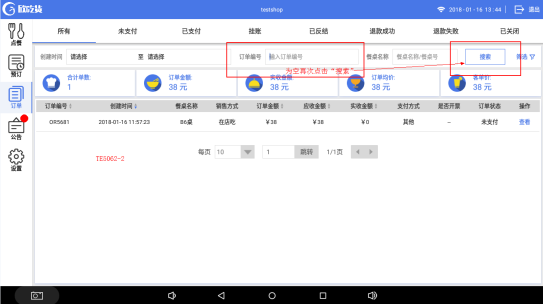 欣吃货 testshop 2018-01-16 13:44 退出
所有 未支付 已支付 挂账 已反结 退款成功 退款失败 已关闭
点餐
创建时间 请选择 至 请选择 订单编号 输入订单编号 餐桌名称 餐桌名称/餐桌号 搜索 筛选
为空再次点击“搜索”
预订
合计单数: 订单金额: 实收金额 订单均价: 客单价:
1 38 元 38 元 38 元
订单
订单编号 创建时间 餐桌名称 销售方式 订单金额 应收金额 实收金额 支付方式 是否开票 订单状态 操作
OR5681 2018-01-16 11:57:23 B6桌 在店吃 ￥38 ￥38 ￥0 其他 -- 未支付 查看
公告
每页 10 1 跳转 1/1页
TE5062-2
设置